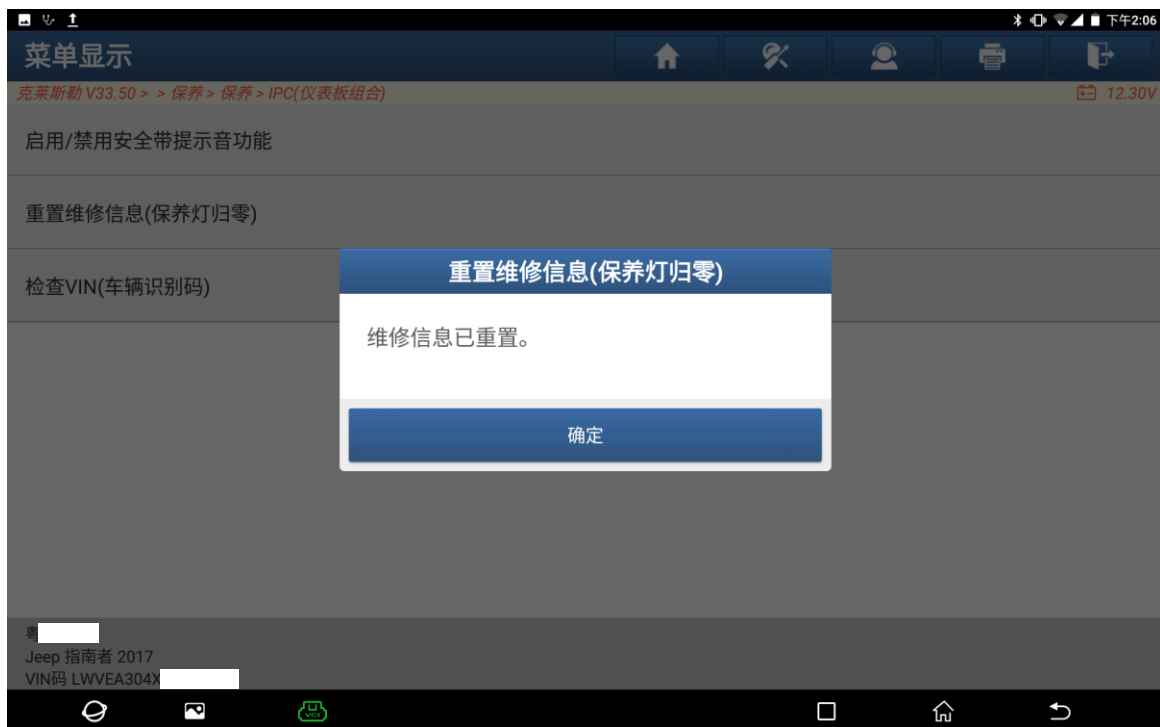 下午2:06
菜单显示
克莱斯勒 V33.50 > > 保养 > 保养 > IPC(仪表板组合)
12.30V
启用/禁用安全带提示音功能
重置维修信息(保养灯归零)
检查VIN(车辆识别码)
重置维修信息(保养灯归零)
维修信息已重置。
确定
粤
Jeep 指南者 2017
VIN码 LWVEA304X
VCI